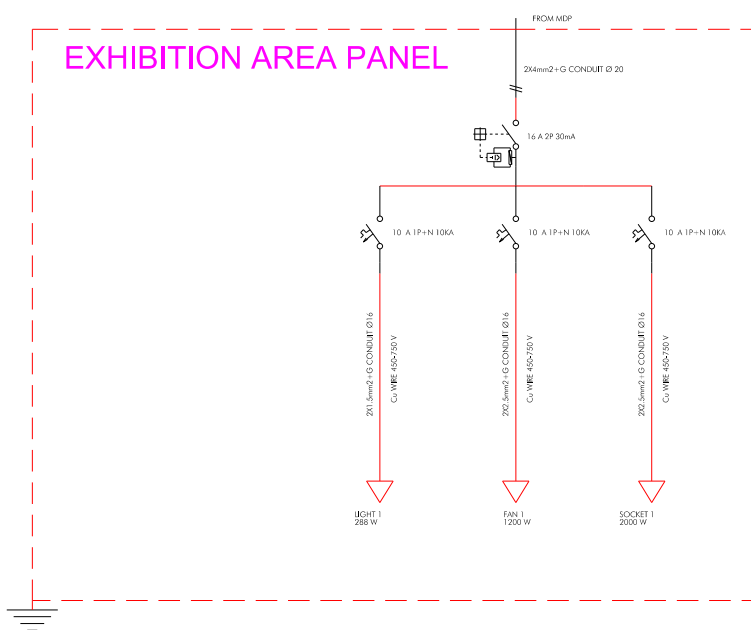 FROM MDP
EXHIBITION AREA PANEL
2X4mm2+G CONDUIT Ø 20
16 A 2P 30mA
10 A 1P+N 10KA
10 A 1P+N 10KA
10 A 1P+N 10KA
2X1.5mm2+G CONDUIT Ø16
Cu WIRE 450-750 V
2X2.5mm2+G CONDUIT Ø16
Cu WIRE 450-750 V
2X2.5mm2+G CONDUIT Ø16
Cu WIRE 450-750 V
LIGHT 1
288 W
FAN 1
1200 W
SOCKET 1
2000 W